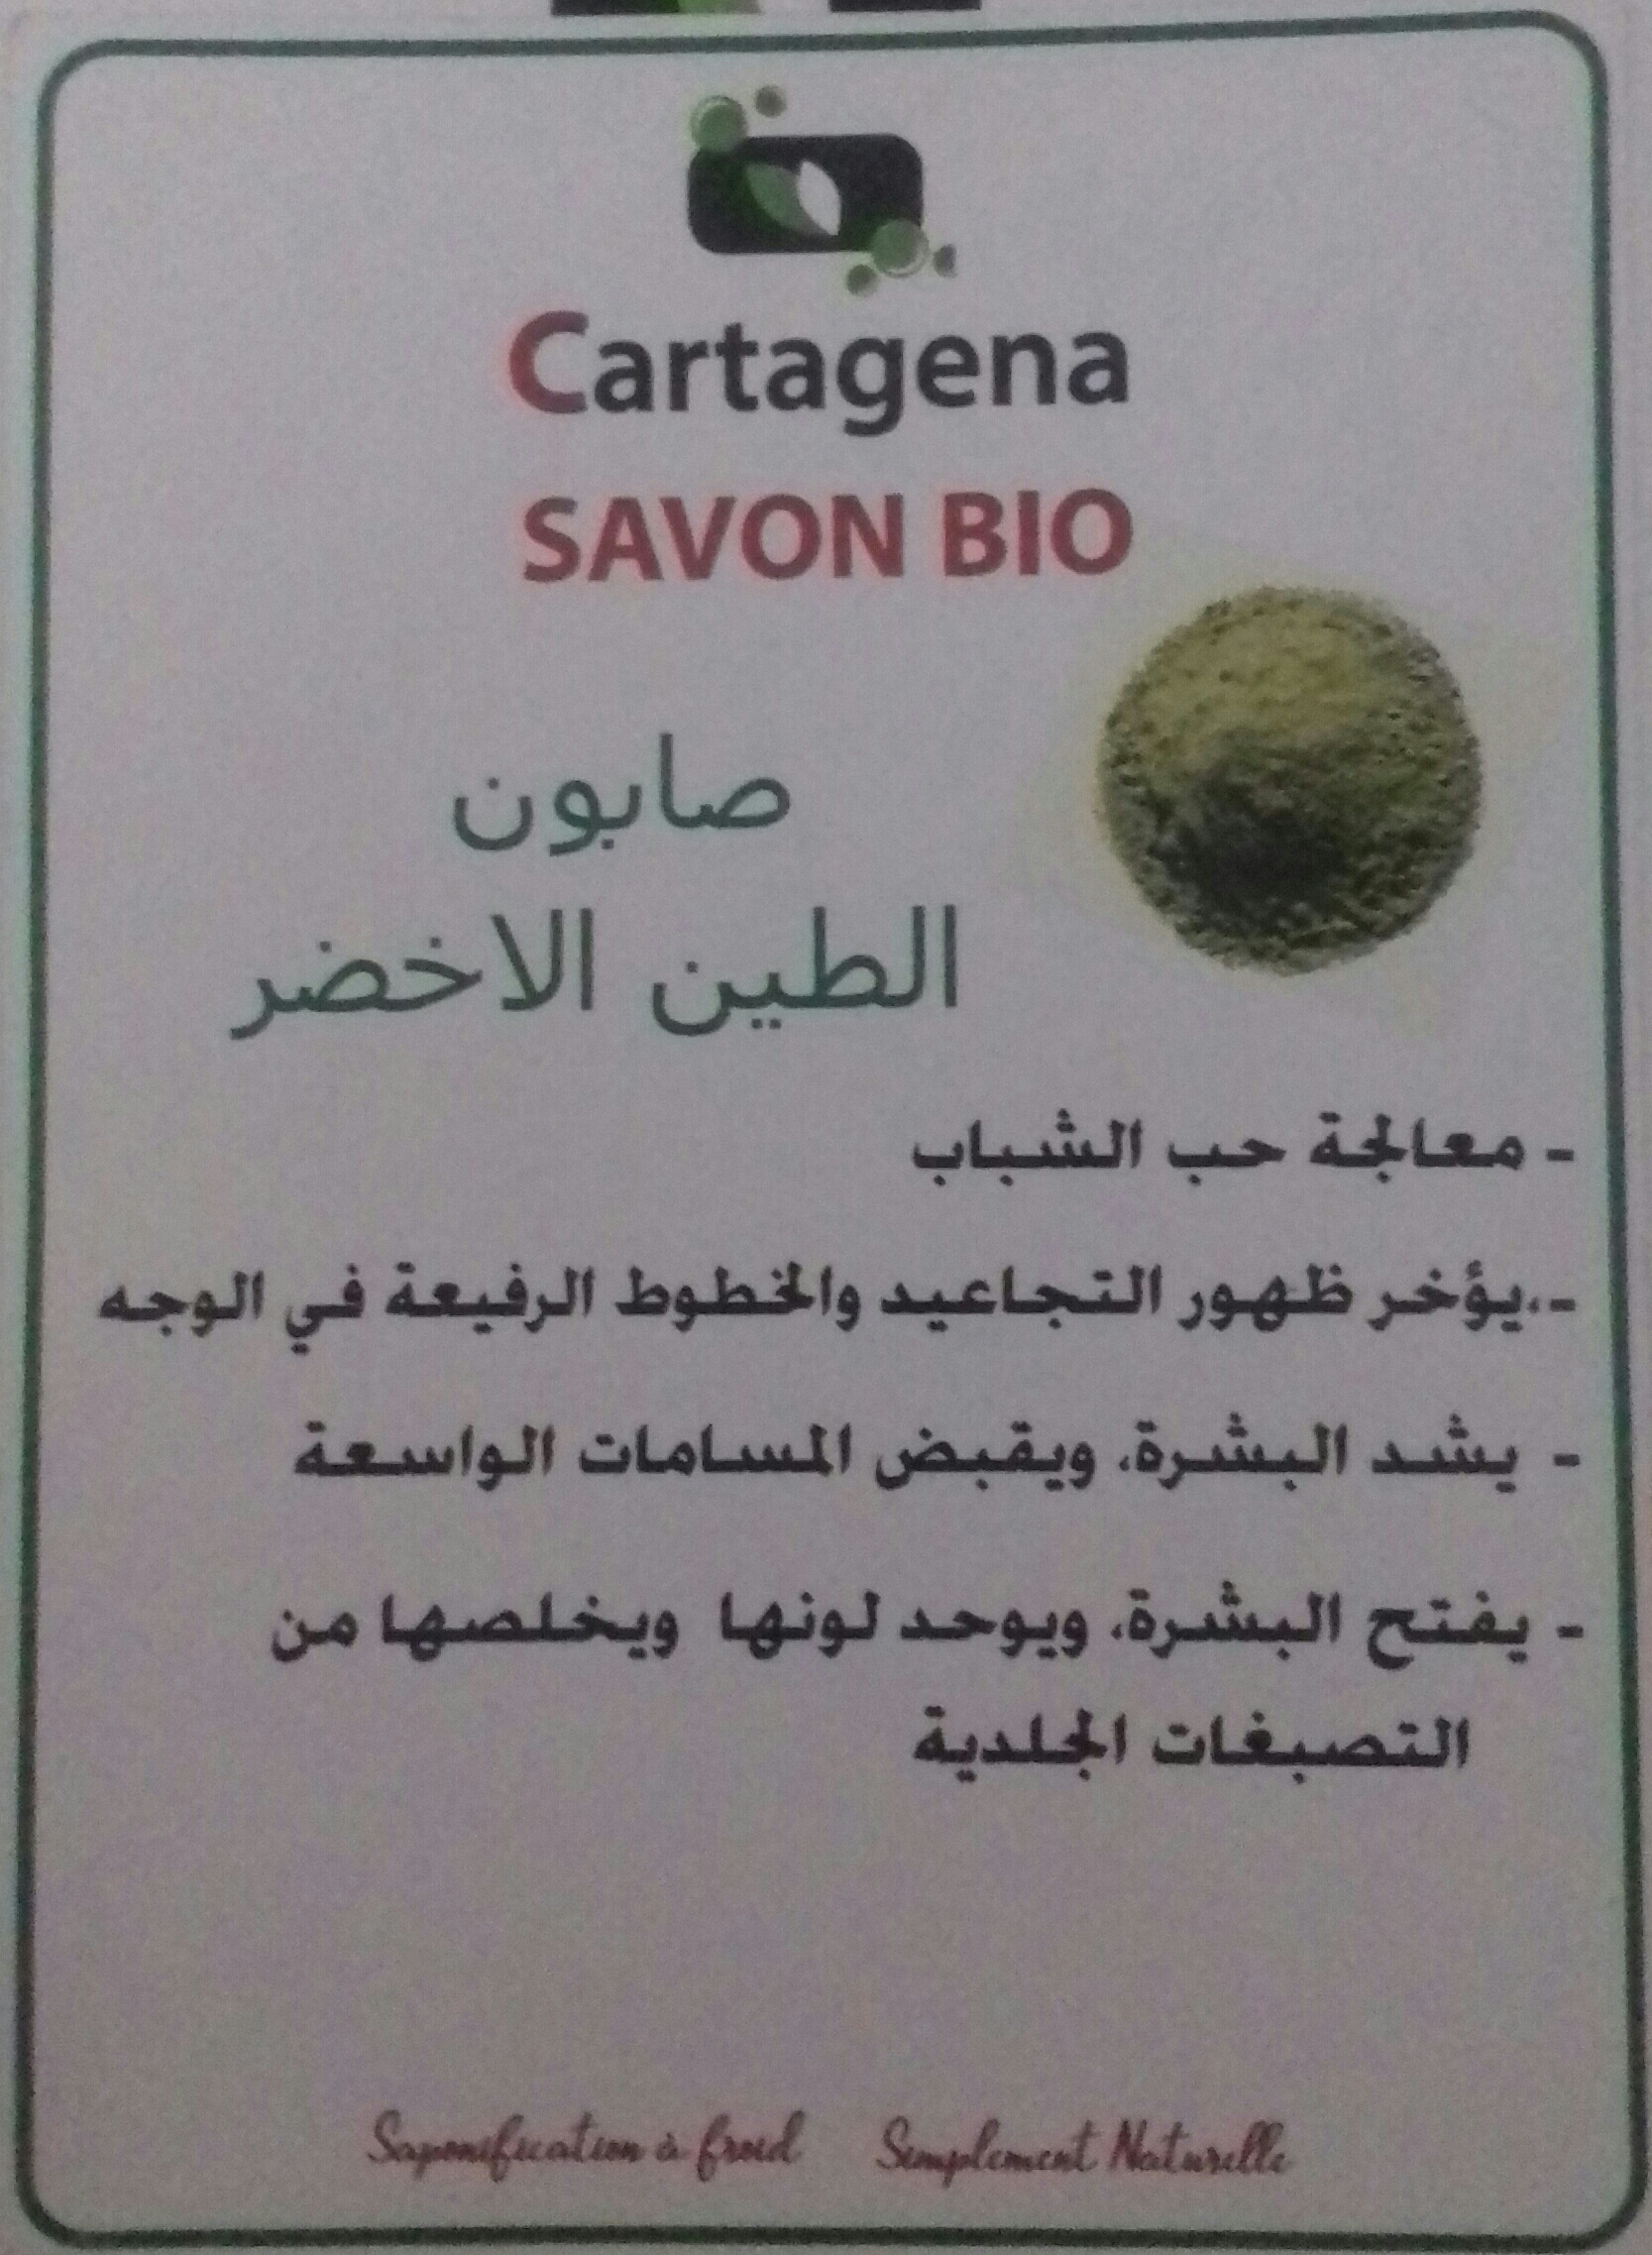 Cartagena
SAVON BIO
صابون
الطين الاخضر
- معالجة حب الشباب
-،يؤخر ظهور التجاعيد والخطوط الرفيعة في الوجه
- يشد البشرة، ويقبض المسامات الواسعة
- يفتح البشرة، ويوحد لونها ويخلصها من
التصبغات الجلدية
Saponification à froid Simplement Naturelle